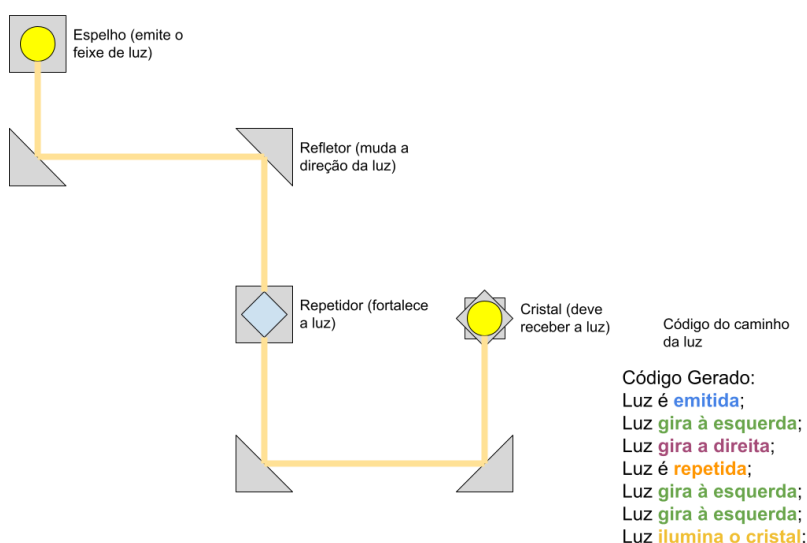 Espelho (emite o
feixe de luz)
Refletor (muda a
direção da luz)
Repetidor (fortalece
a luz)
Cristal (deve
receber a luz)
Código do caminho
da luz
Código Gerado:
Luz é emitida;
Luz gira à esquerda;
Luz gira a direita;
Luz é repetida;
Luz gira à esquerda;
Luz gira à esquerda;
Luz ilumina o cristal;